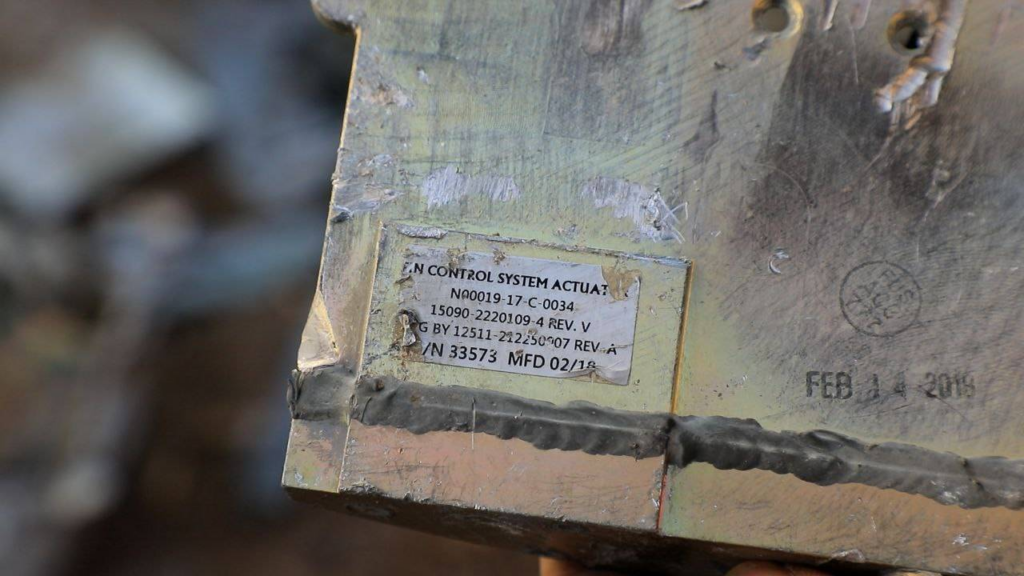 CONTROL SYSTEM ACTUAT
N00019-17-C-0034
15090-2220109-4 REV. V
G BY 12511-212250907 REV. A
/N 33573 MFD 02/18
FEB 14 2018